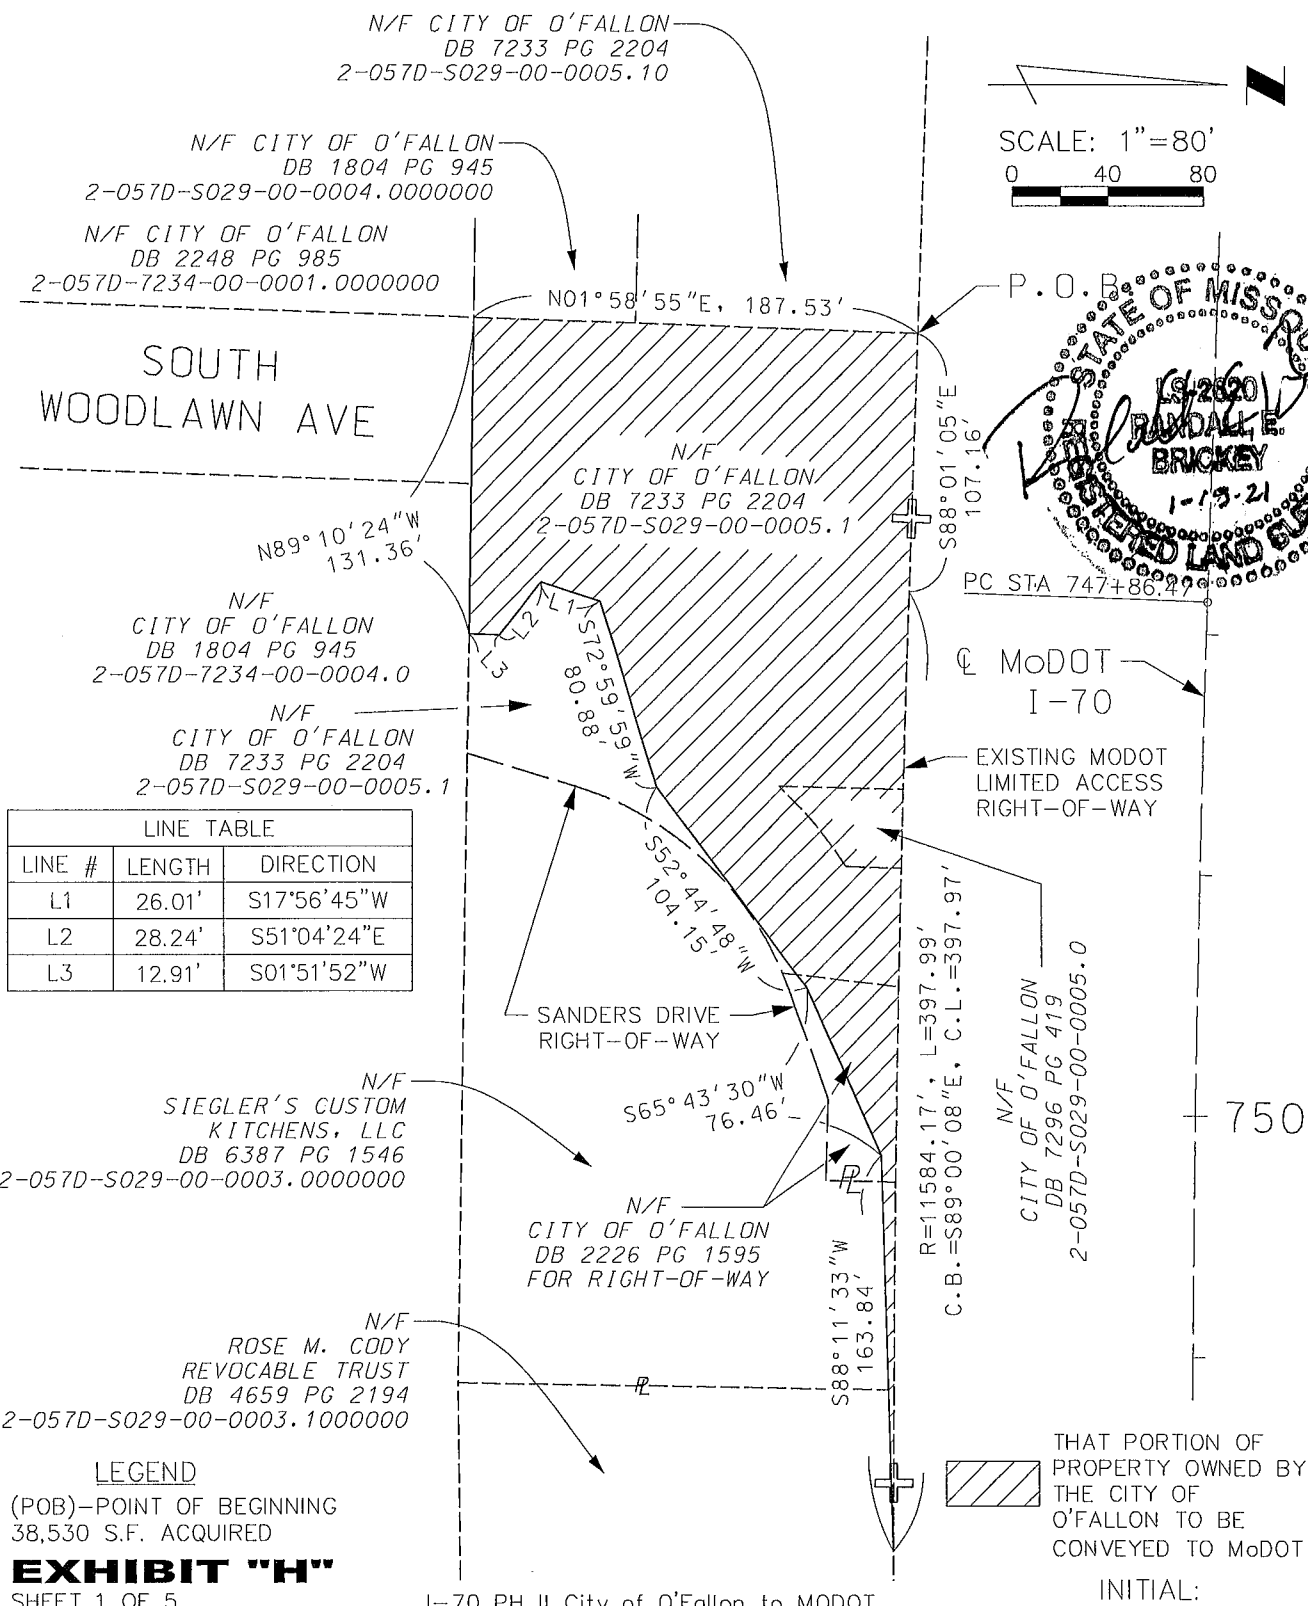 N/F CITY OF O'FALLON
DB 7233 PG 2204
2-057D-S029-00-0005.10
N/F CITY OF O'FALLON
DB 1804 PG 945
2-057D-S029-00-0004.0000000
N/F CITY OF O'FALLON
DB 2248 PG 985
2-057D-7234-00-0001.0000000
N
SCALE: 1"=80'
0 40 80
N01°58'55"E, 187.53'
P.O.B.
SOUTH
WOODLAWN AVE
STATE OF MISSOU
LS-2620
RANDALL E.
BRICKEY
1-19-21
REGISTERED LAND SU
N/F
CITY OF O'FALLON
DB 7233 PG 2204
2-057D-S029-00-0005.1
S88°01'05"E
107.16'
N89°10'24"W
131.36'
PC STA 747+86.47
L1
L2
L3
N/F
CITY OF O'FALLON
DB 1804 PG 945
2-057D-7234-00-0004.0
S72°59'59"W
80.88'
℄ MoDOT
I-70
N/F
CITY OF O'FALLON
DB 7233 PG 2204
2-057D-S029-00-0005.1
EXISTING MODOT
LIMITED ACCESS
RIGHT-OF-WAY
LINE TABLE
LINE # LENGTH DIRECTION
L1 26.01' S17°56'45"W
L2 28.24' S51°04'24"E
L3 12.91' S01°51'52"W
S52°44'48"W
104.15'
SANDERS DRIVE
RIGHT-OF-WAY
R=11584.17', L=397.99'
C.B.=S89°00'08"E, C.L.=397.97'
N/F
CITY OF O'FALLON
DB 7296 PG 419
2-057D-S029-00-0005.0
S65°43'30"W
76.46'
750
N/F
SIEGLER'S CUSTOM
KITCHENS, LLC
DB 6387 PG 1546
2-057D-S029-00-0003.0000000
PL
N/F
CITY OF O'FALLON
DB 2226 PG 1595
FOR RIGHT-OF-WAY
S88°11'33"W
163.84'
N/F
ROSE M. CODY
REVOCABLE TRUST
DB 4659 PG 2194
2-057D-S029-00-0003.1000000
PL
LEGEND
(POB)-POINT OF BEGINNING
38,530 S.F. ACQUIRED
THAT PORTION OF
PROPERTY OWNED BY
THE CITY OF
O'FALLON TO BE
CONVEYED TO MoDOT
EXHIBIT "H"
SHEET 1 OF 5
I-70 PH II City of O'Fallon to MODOT
INITIAL: